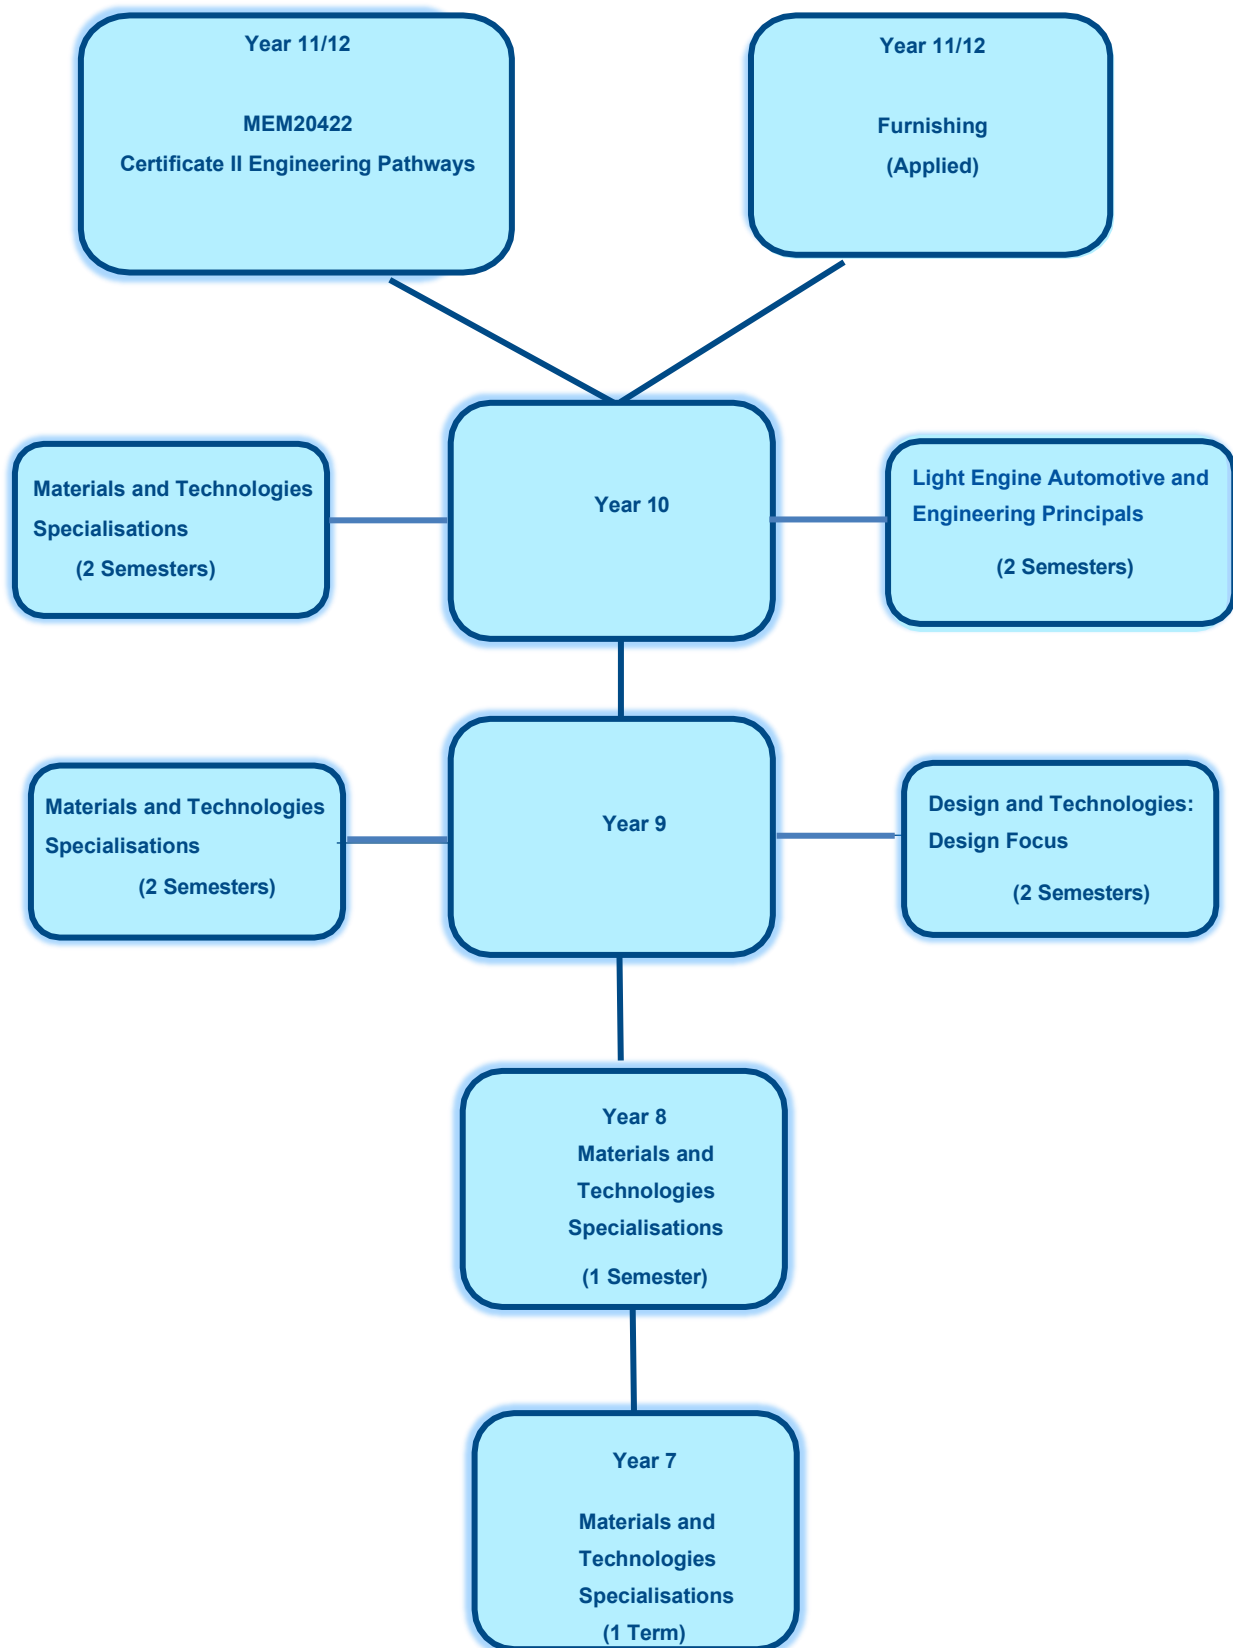 Year 11/12
MEM20422
Certificate II Engineering Pathways
Year 11/12
Furnishing
(Applied)
Materials and Technologies
Specialisations
(2 Semesters)
Year 10
Light Engine Automotive and
Engineering Principals
(2 Semesters)
Materials and Technologies
Specialisations
(2 Semesters)
Year 9
Design and Technologies:
Design Focus
(2 Semesters)
Year 8
Materials and
Technologies
Specialisations
(1 Semester)
Year 7
Materials and
Technologies
Specialisations
(1 Term)